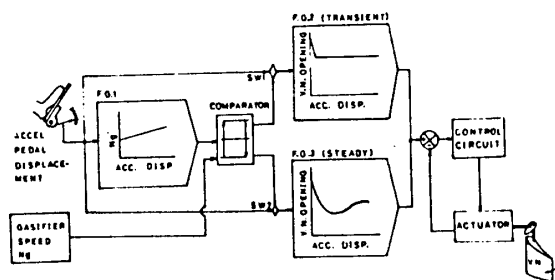 F.G.2 (TRANSIENT)
V.N. OPENING
ACC. DISP.
SW1
F.G.1
Ng
ACC. DISP
COMPARATOR
ACCEL
PEDAL
DISPLACE-
MENT
CONTROL
CIRCUIT
F.G.3 (STEADY)
V.N. OPENING
ACC. DISP.
SW2
GASIFIER
SPEED
Ng
ACTUATOR
V.N.